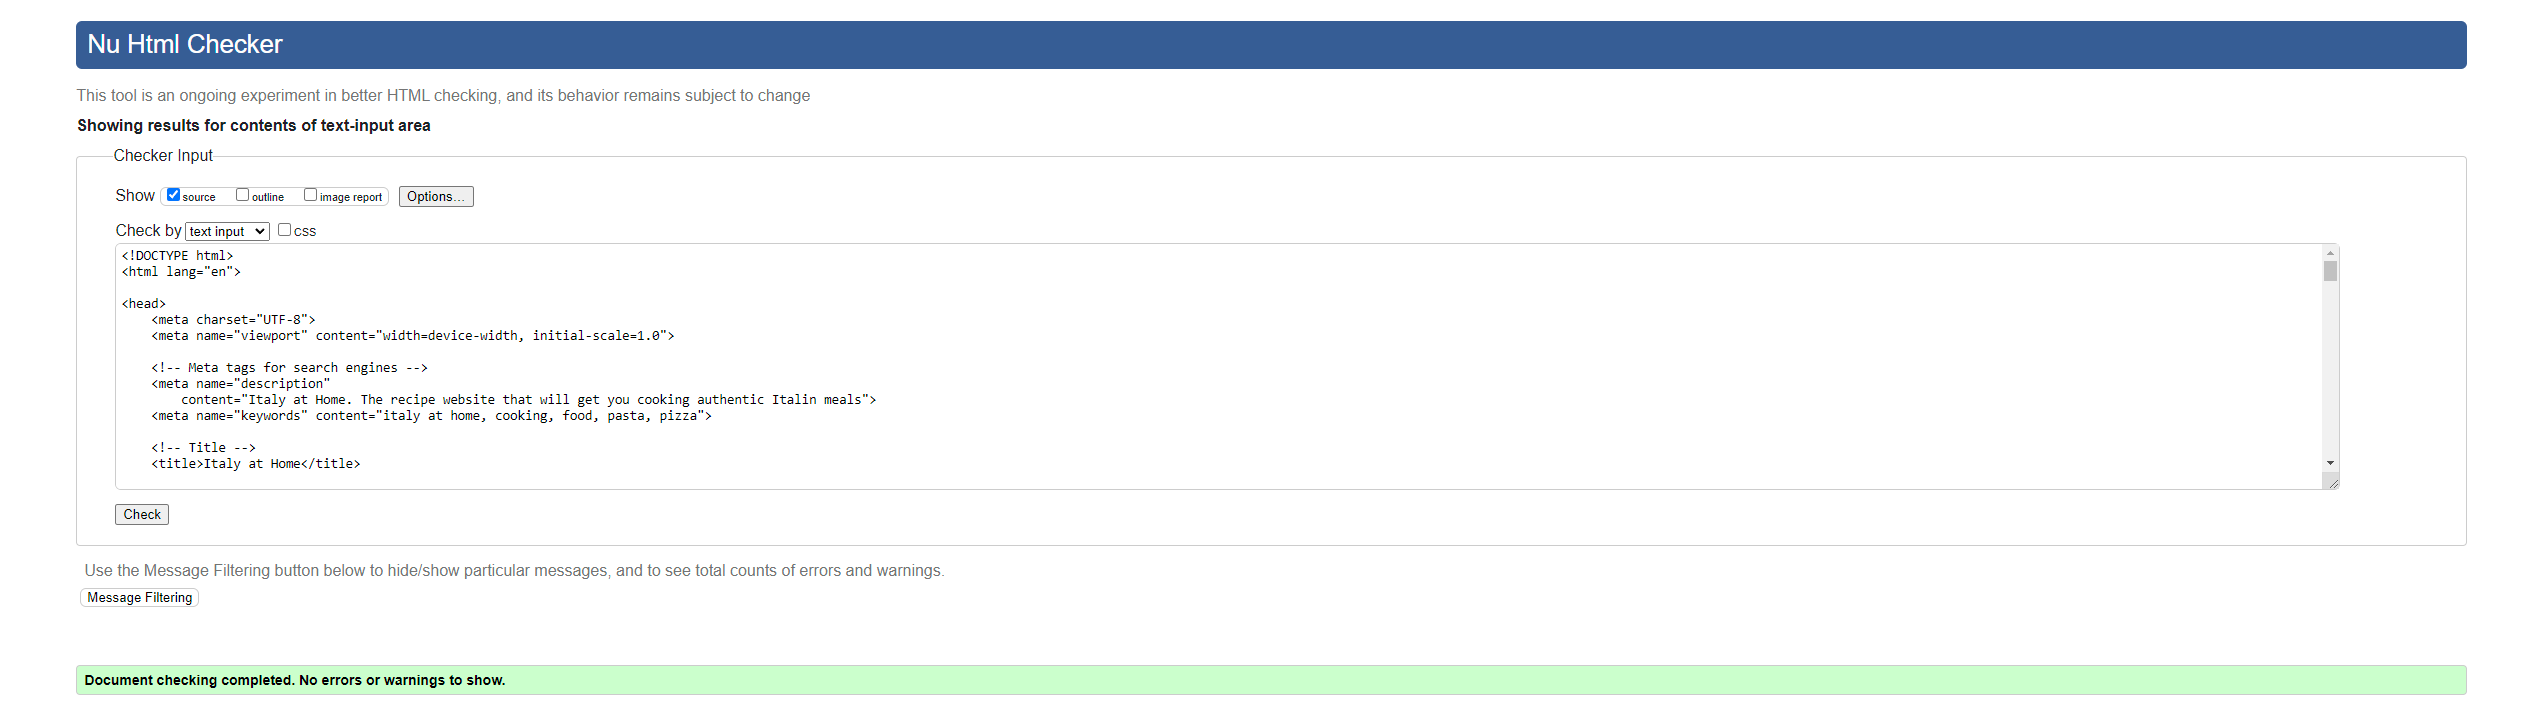 Nu Html Checker
This tool is an ongoing experiment in better HTML checking, and its behavior remains subject to change
Showing results for contents of text-input area
Checker Input
Show source outline image report Options...
Check by text input css
<!DOCTYPE html>
<html lang="en">
<head>
    <meta charset="UTF-8">
    <meta name="viewport" content="width=device-width, initial-scale=1.0">
    <!-- Meta tags for search engines -->
    <meta name="description"
        content="Italy at Home. The recipe website that will get you cooking authentic Italin meals">
    <meta name="keywords" content="italy at home, cooking, food, pasta, pizza">
    <!-- Title -->
    <title>Italy at Home</title>
Check
Use the Message Filtering button below to hide/show particular messages, and to see total counts of errors and warnings.
Message Filtering
Document checking completed. No errors or warnings to show.